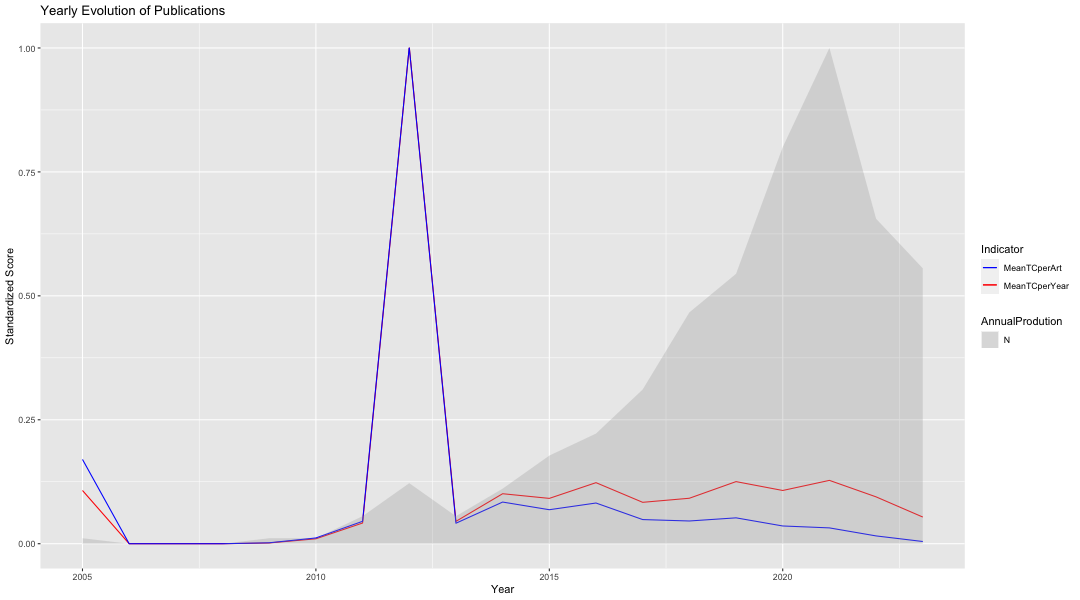 Yearly Evolution of Publications
Standardized Score
1.00
0.75
0.50
0.25
0.00
2005
2010
2015
2020
Year
Indicator
MeanTCperArt
MeanTCperYear
AnnualProdution
N